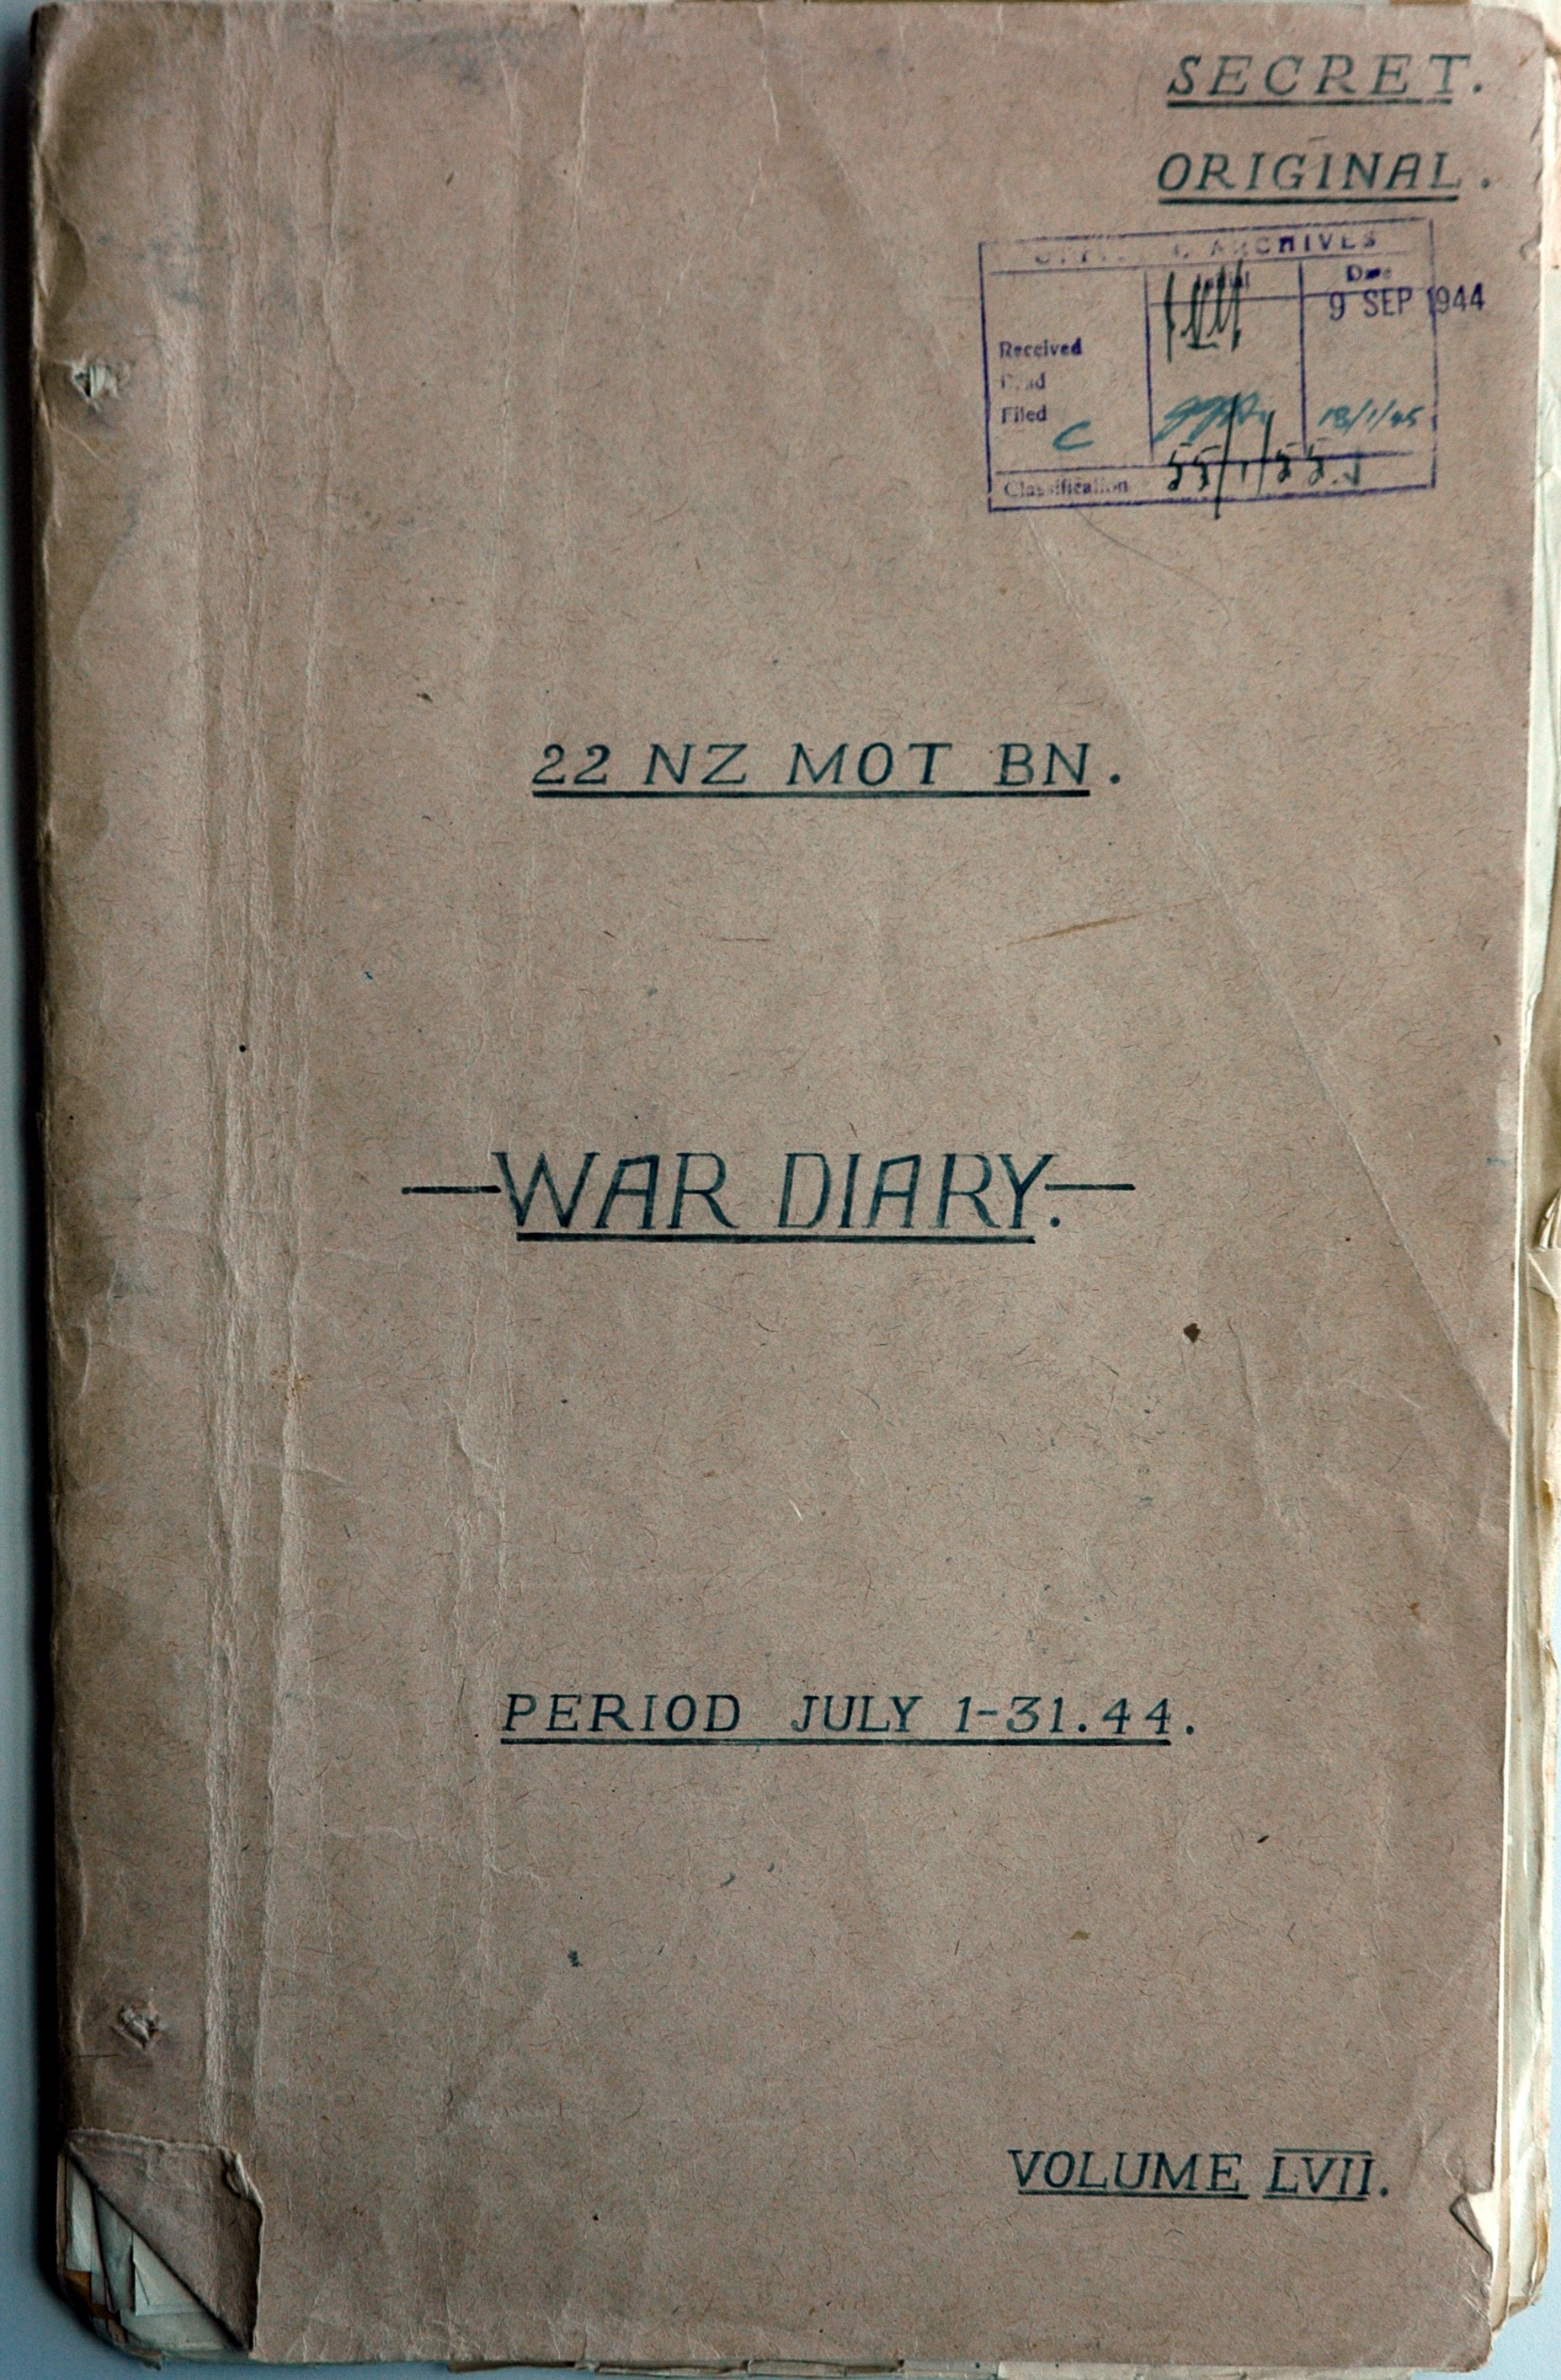 SECRET.
ORIGINAL.
ARCHIVES
Date
9 SEP 1944
Received
Filed
C
18/1/45
Classification
22 NZ MOT BN.
—WAR DIARY.—
PERIOD JULY 1-31.44.
VOLUME LVII.